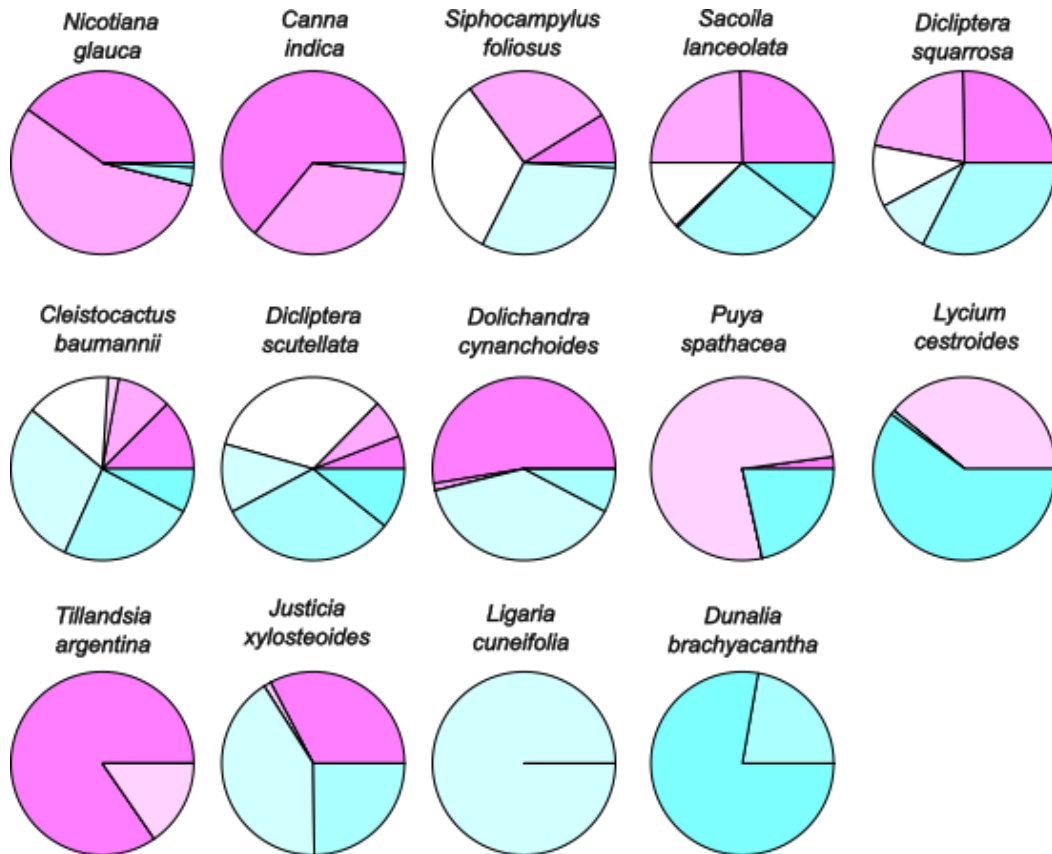 Nicotiana
glauca
Canna
indica
Siphocampylus
foliosus
Sacoila
lanceolata
Dicliptera
squarrosa
Cleistocactus
baumannii
Dicliptera
scutellata
Dolichandra
cynanchoides
Puya
spathacea
Lycium
cestroides
Tillandsia
argentina
Justicia
xylosteoides
Ligaria
cuneifolia
Dunalia
brachyacantha